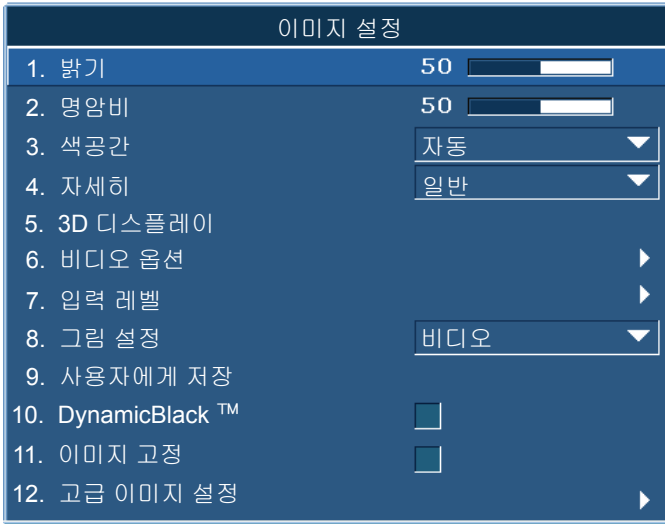 이미지 설정
1. 밝기 50
2. 명암비 50
3. 색공간 자동
4. 자세히 일반
5. 3D 디스플레이
6. 비디오 옵션
7. 입력 레벨
8. 그림 설정 비디오
9. 사용자에게 저장
10. DynamicBlack ™
11. 이미지 고정
12. 고급 이미지 설정